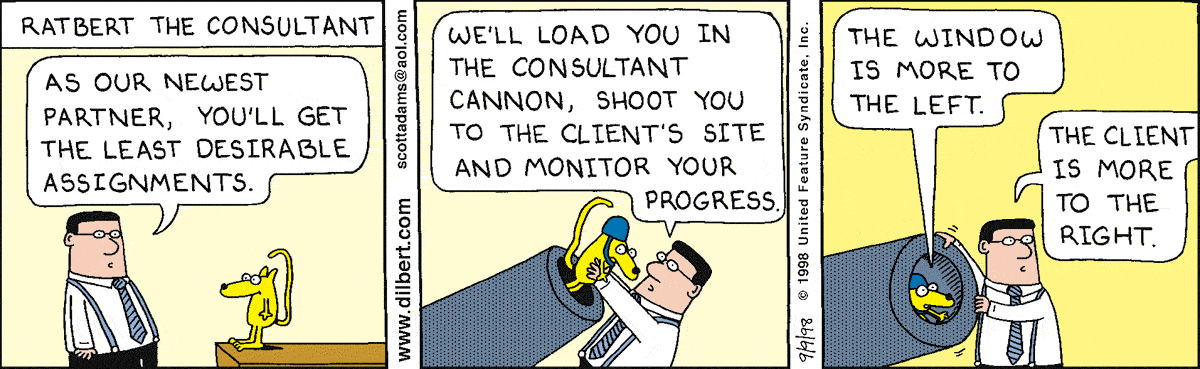 RATBERT THE CONSULTANT
AS OUR NEWEST
PARTNER, YOU'LL GET
THE LEAST DESIRABLE
ASSIGNMENTS.
www.dilbert.com scottadams@aol.com
WE'LL LOAD YOU IN
THE CONSULTANT
CANNON, SHOOT YOU
TO THE CLIENT'S SITE
AND MONITOR YOUR
PROGRESS.
9/9/98 © 1998 United Feature Syndicate, Inc.
THE WINDOW
IS MORE TO
THE LEFT.
THE CLIENT
IS MORE
TO THE
RIGHT.